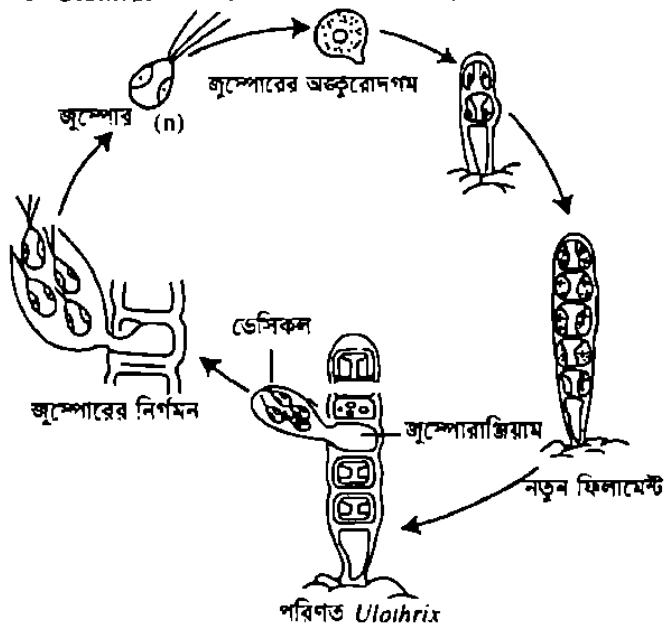 জুস্পোরের অঙ্কুরোদগম
জুস্পোর (n)
ভেসিকল
জুস্পোরের নির্গমন
জুস্পোরাঞ্জিয়াম
নতুন ফিলামেন্ট
পরিণত Ulothrix